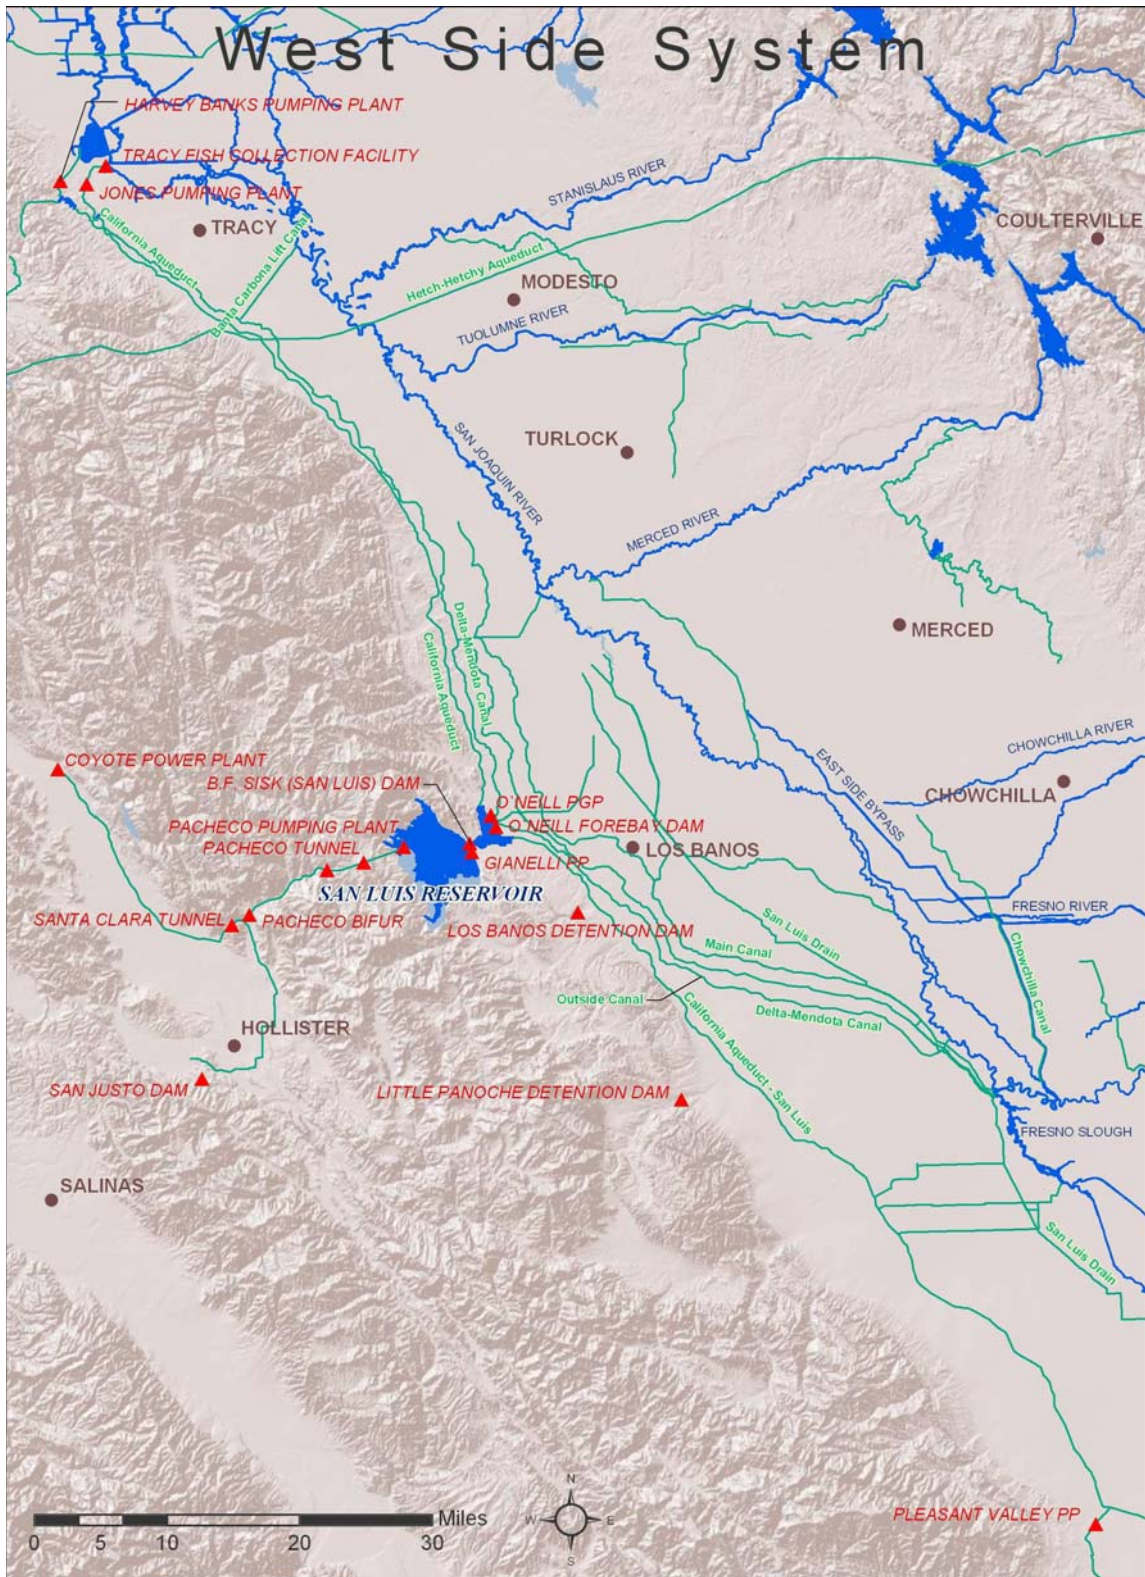 West Side System
HARVEY BANKS PUMPING PLANT
TRACY FISH COLLECTION FACILITY
JONES PUMPING PLANT
STANISLAUS RIVER
California Aqueduct
TRACY
Banta Carbona Lift Canal
COULTERVILLE
Hetch-Hetchy Aqueduct
MODESTO
TUOLUMNE RIVER
TURLOCK
SAN JOAQUIN RIVER
MERCED RIVER
Delta-Mendota Canal
California Aqueduct
MERCED
CHOWCHILLA RIVER
EAST SIDE BYPASS
COYOTE POWER PLANT
B.F. SISK (SAN LUIS) DAM
CHOWCHILLA
O`NEILL PGP
PACHECO PUMPING PLANT
O`NEILL FOREBAY DAM
PACHECO TUNNEL
LOS BANOS
GIANELLI PP
SAN LUIS RESERVOIR
FRESNO RIVER
SANTA CLARA TUNNEL
PACHECO BIFUR
LOS BANOS DETENTION DAM
San Luis Drain
Main Canal
Chowchilla Canal
Outside Canal
Delta-Mendota Canal
California Aqueduct - San Luis
HOLLISTER
SAN JUSTO DAM
LITTLE PANOCHE DETENTION DAM
FRESNO SLOUGH
SALINAS
San Luis Drain
PLEASANT VALLEY PP
N
W E
S
Miles
0 5 10 20 30